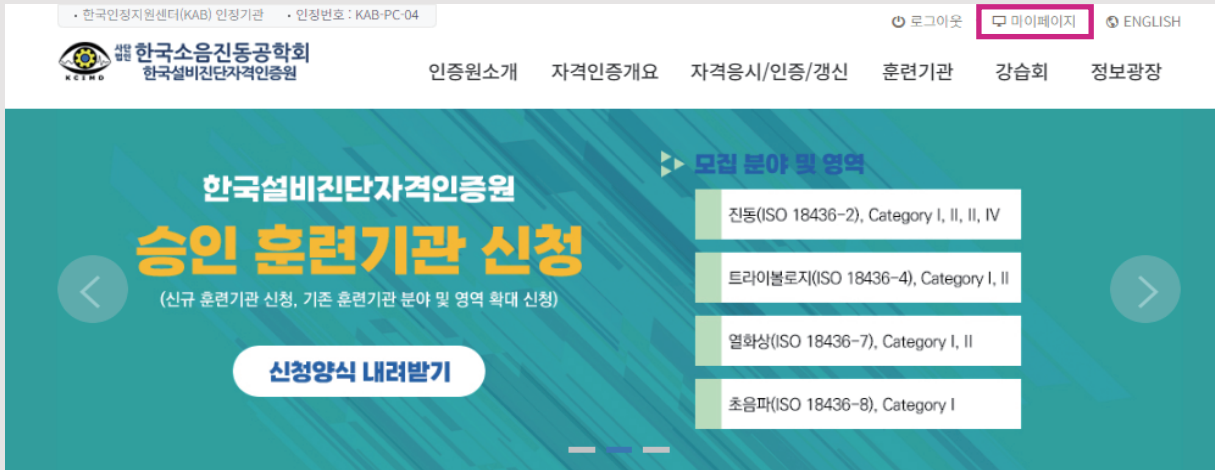 • 한국인정지원센터(KAB) 인정기관 • 인정번호 : KAB-PC-04
로그아웃 마이페이지 ENGLISH
KCIMD
사단법인 한국소음진동공학회
한국설비진단자격인증원
인증원소개 자격인증개요 자격응시/인증/갱신 훈련기관 강습회 정보광장
한국설비진단자격인증원
승인 훈련기관 신청
(신규 훈련기관 신청, 기존 훈련기관 분야 및 영역 확대 신청)
신청양식 내려받기
모집 분야 및 영역
진동(ISO 18436-2), Category I, II, II, IV
트라이볼로지(ISO 18436-4), Category I, II
열화상(ISO 18436-7), Category I, II
초음파(ISO 18436-8), Category I